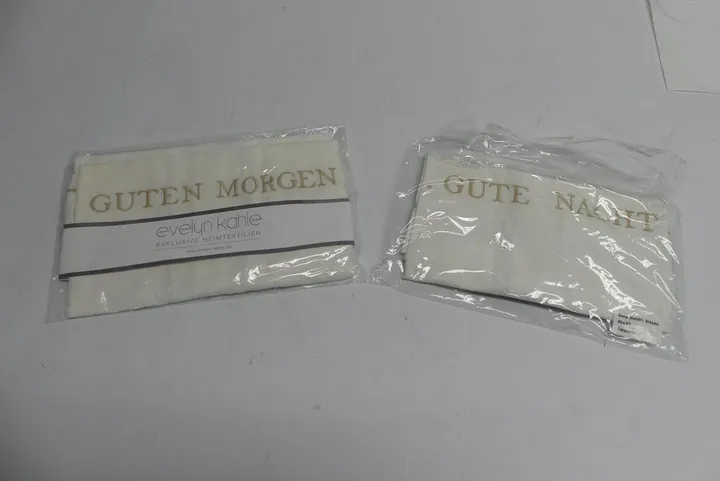 GUTEN MORGEN
evelyn kahle
EXKLUSIVE HEIMTEXTILIEN
GUTE NACHT